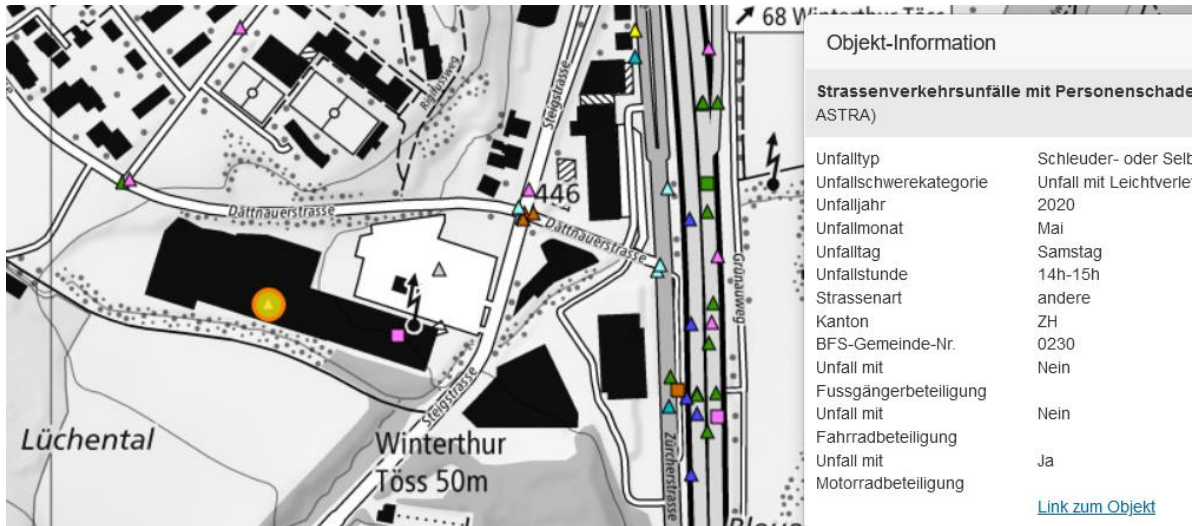 68 Winterthur Töss
Objekt-Information
Strassenverkehrsunfälle mit Personenschade
ASTRA)
Unfalltyp Schleuder- oder Selb
Unfallschwerekategorie Unfall mit Leichtverlet
Unfalljahr 2020
Unfallmonat Mai
Unfalltag Samstag
Unfallstunde 14h-15h
Strassenart andere
Kanton ZH
BFS-Gemeinde-Nr. 0230
Unfall mit Nein
Fussgängerbeteiligung
Unfall mit Nein
Fahrradbeteiligung
Unfall mit Ja
Motorradbeteiligung
Link zum Objekt
Steigstrasse
446
Dättnauerstrasse
Dättnauerstrasse
Grünauweg
Steigstrasse
Zürcherstrasse
Lüchental
Winterthur
Töss 50m